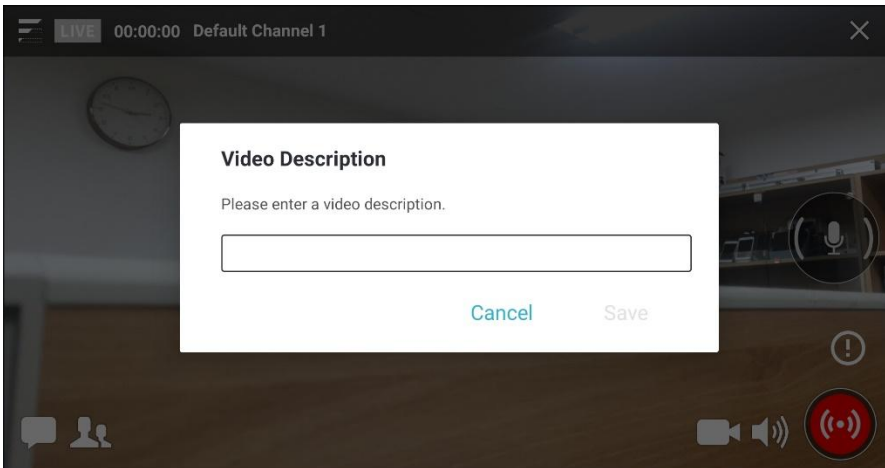 LIVE 00:00:00 Default Channel 1
Video Description
Please enter a video description.
Cancel Save